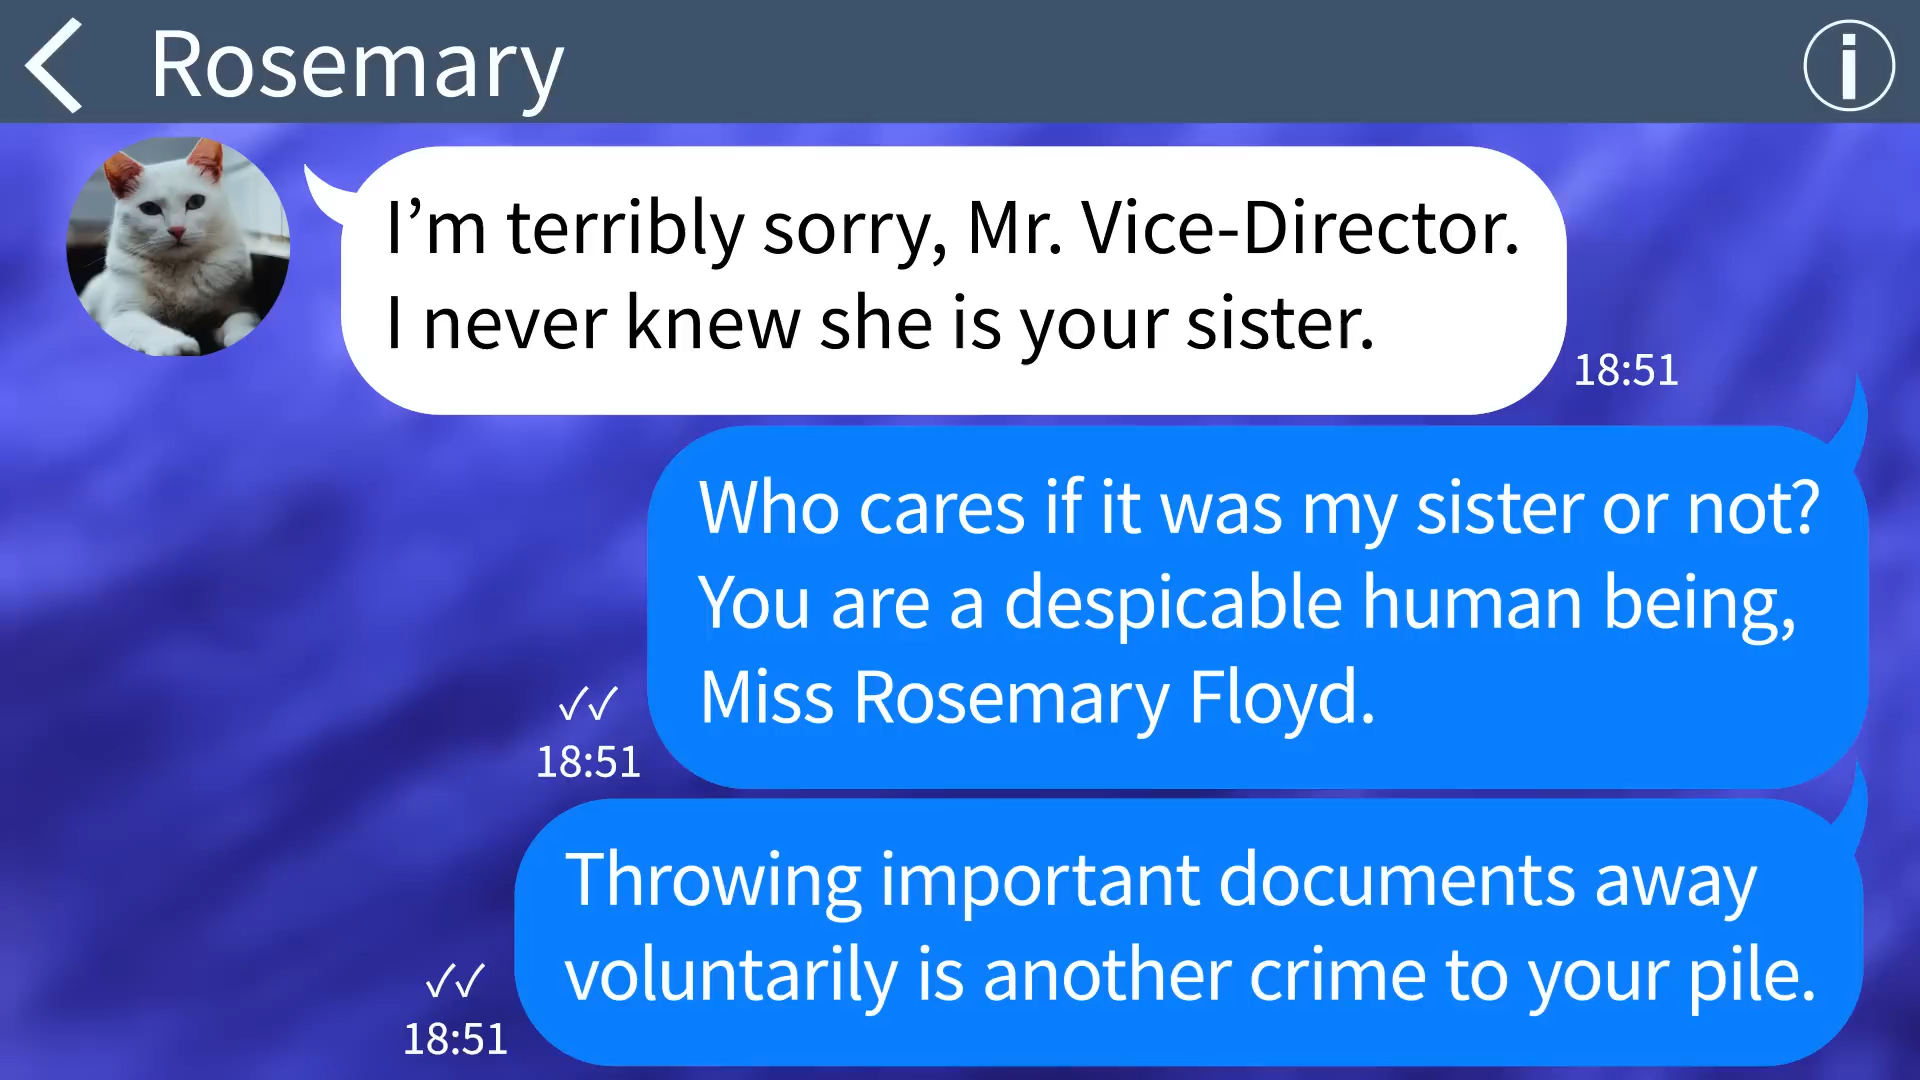 Rosemary
I’m terribly sorry, Mr. Vice-Director.
I never knew she is your sister.
18:51
Who cares if it was my sister or not?
You are a despicable human being,
Miss Rosemary Floyd.
18:51
Throwing important documents away
voluntarily is another crime to your pile.
18:51